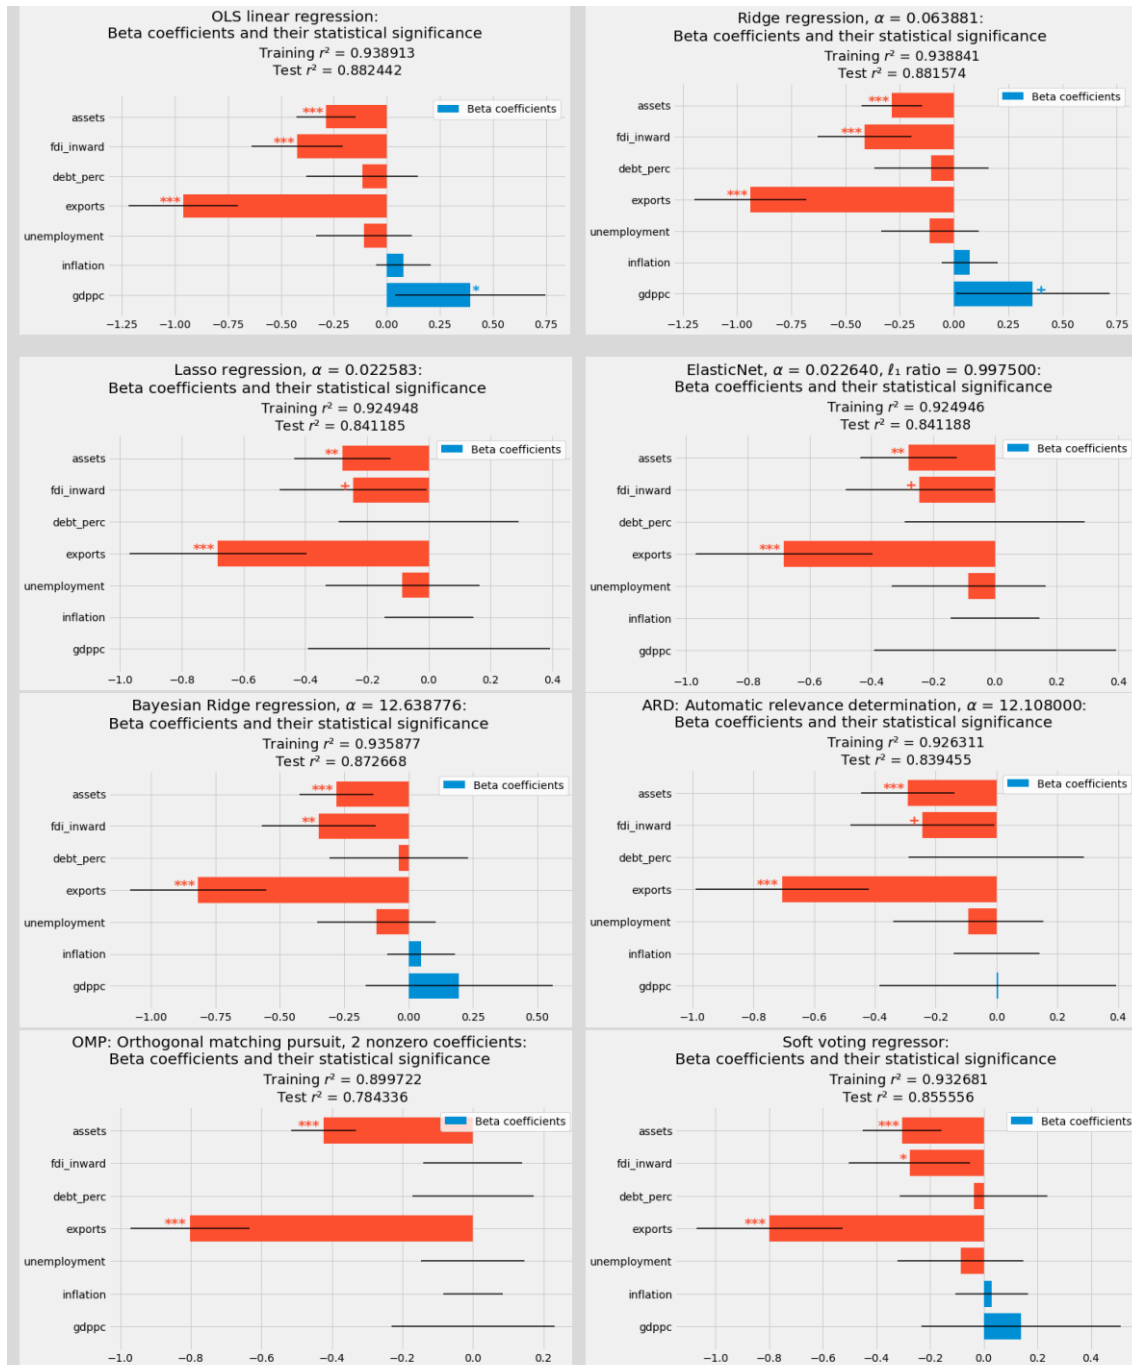 OLS linear regression:
Beta coefficients and their statistical significance
Training r² = 0.938913
Test r² = 0.882442
Beta coefficients
assets
***
fdi_inward
***
debt_perc
exports
***
unemployment
inflation
gdppc
*
−1.25 −1.00 −0.75 −0.50 −0.25 0.00 0.25 0.50 0.75
Ridge regression, α = 0.063881:
Beta coefficients and their statistical significance
Training r² = 0.938841
Test r² = 0.881574
Beta coefficients
assets
***
fdi_inward
***
debt_perc
exports
***
unemployment
inflation
gdppc
+
−1.25 −1.00 −0.75 −0.50 −0.25 0.00 0.25 0.50 0.75
Lasso regression, α = 0.022583:
Beta coefficients and their statistical significance
Training r² = 0.924948
Test r² = 0.841185
Beta coefficients
assets
**
fdi_inward
+
debt_perc
exports
***
unemployment
inflation
gdppc
−1.0 −0.8 −0.6 −0.4 −0.2 0.0 0.2 0.4
ElasticNet, α = 0.022640, ℓ₁ ratio = 0.997500:
Beta coefficients and their statistical significance
Training r² = 0.924946
Test r² = 0.841188
Beta coefficients
assets
**
fdi_inward
+
debt_perc
exports
***
unemployment
inflation
gdppc
−1.0 −0.8 −0.6 −0.4 −0.2 0.0 0.2 0.4
Bayesian Ridge regression, α = 12.638776:
Beta coefficients and their statistical significance
Training r² = 0.935877
Test r² = 0.872668
Beta coefficients
assets
***
fdi_inward
**
debt_perc
exports
***
unemployment
inflation
gdppc
−1.00 −0.75 −0.50 −0.25 0.00 0.25 0.50
ARD: Automatic relevance determination, α = 12.108000:
Beta coefficients and their statistical significance
Training r² = 0.926311
Test r² = 0.839455
Beta coefficients
assets
***
fdi_inward
+
debt_perc
exports
***
unemployment
inflation
gdppc
−1.0 −0.8 −0.6 −0.4 −0.2 0.0 0.2 0.4
OMP: Orthogonal matching pursuit, 2 nonzero coefficients:
Beta coefficients and their statistical significance
Training r² = 0.899722
Test r² = 0.784336
Beta coefficients
assets
***
fdi_inward
debt_perc
exports
***
unemployment
inflation
gdppc
−1.0 −0.8 −0.6 −0.4 −0.2 0.0 0.2
Soft voting regressor:
Beta coefficients and their statistical significance
Training r² = 0.932681
Test r² = 0.855556
Beta coefficients
assets
***
fdi_inward
*
debt_perc
exports
***
unemployment
inflation
gdppc
−1.0 −0.8 −0.6 −0.4 −0.2 0.0 0.2 0.4